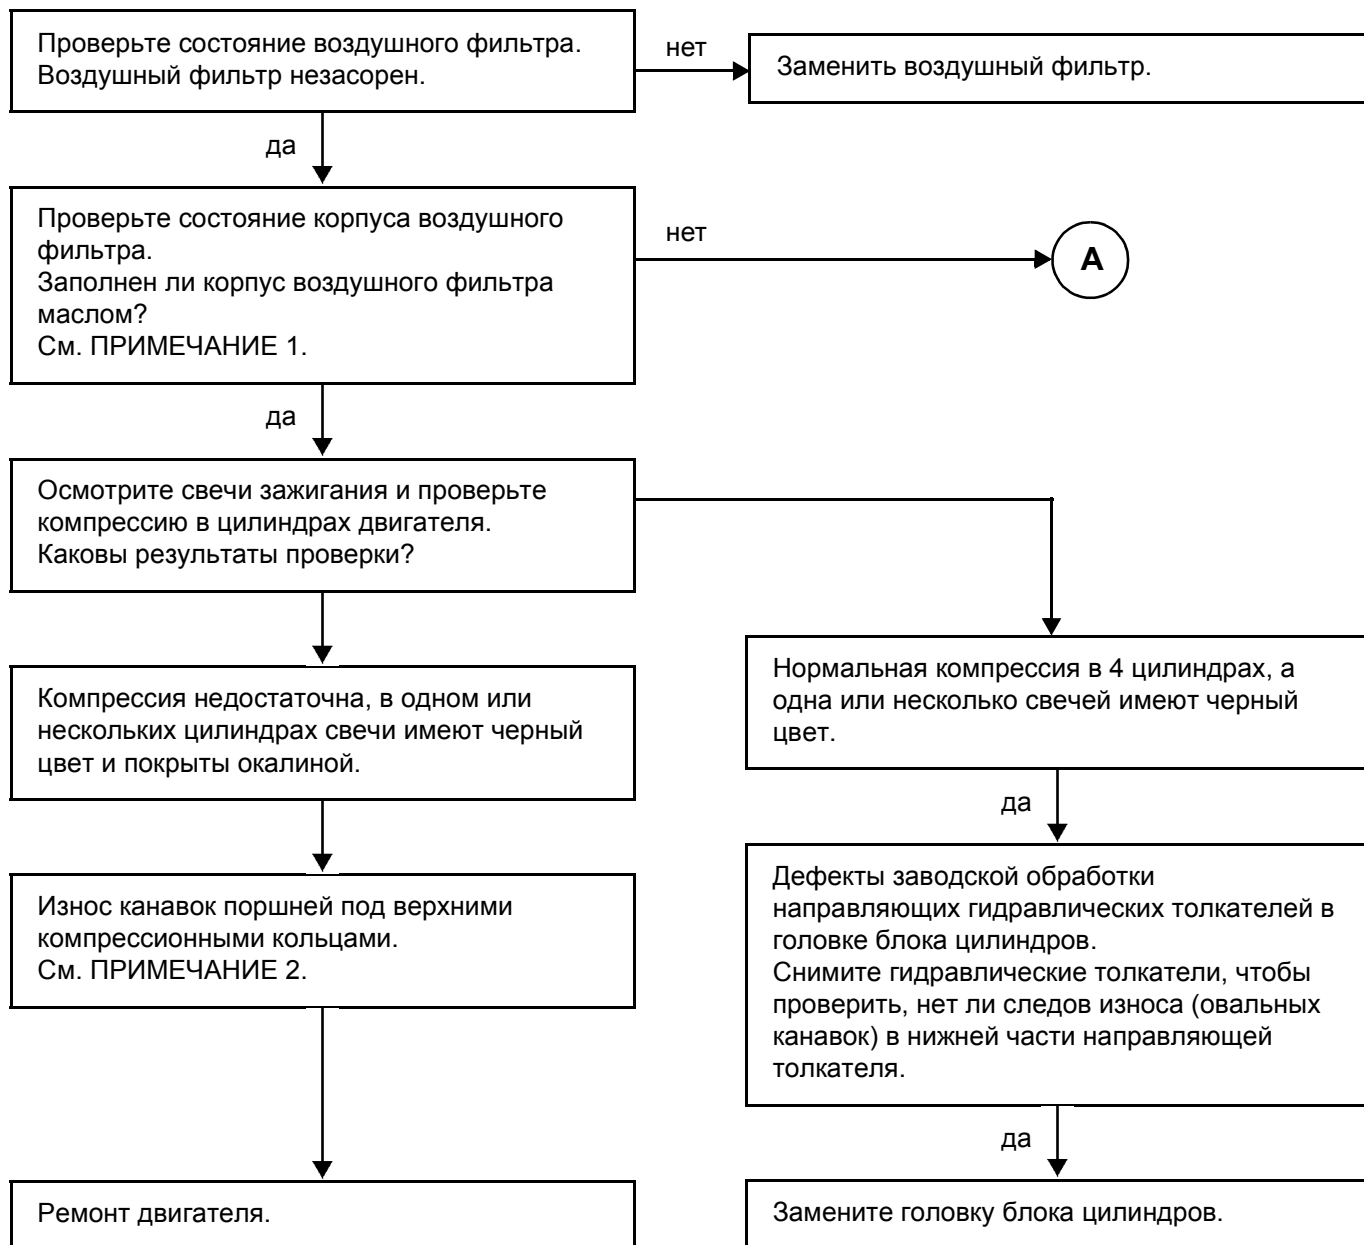 Проверьте состояние воздушного фильтра.
Воздушный фильтр незасорен.
нет
Заменить воздушный фильтр.
да
Проверьте состояние корпуса воздушного
фильтра.
Заполнен ли корпус воздушного фильтра
маслом?
См. ПРИМЕЧАНИЕ 1.
нет
А
да
Осмотрите свечи зажигания и проверьте
компрессию в цилиндрах двигателя.
Каковы результаты проверки?
Компрессия недостаточна, в одном или
нескольких цилиндрах свечи имеют черный
цвет и покрыты окалиной.
Нормальная компрессия в 4 цилиндрах, а
одна или несколько свечей имеют черный
цвет.
да
Износ канавок поршней под верхними
компрессионными кольцами.
См. ПРИМЕЧАНИЕ 2.
Дефекты заводской обработки
направляющих гидравлических толкателей в
головке блока цилиндров.
Снимите гидравлические толкатели, чтобы
проверить, нет ли следов износа (овальных
канавок) в нижней части направляющей
толкателя.
да
Ремонт двигателя.
Замените головку блока цилиндров.